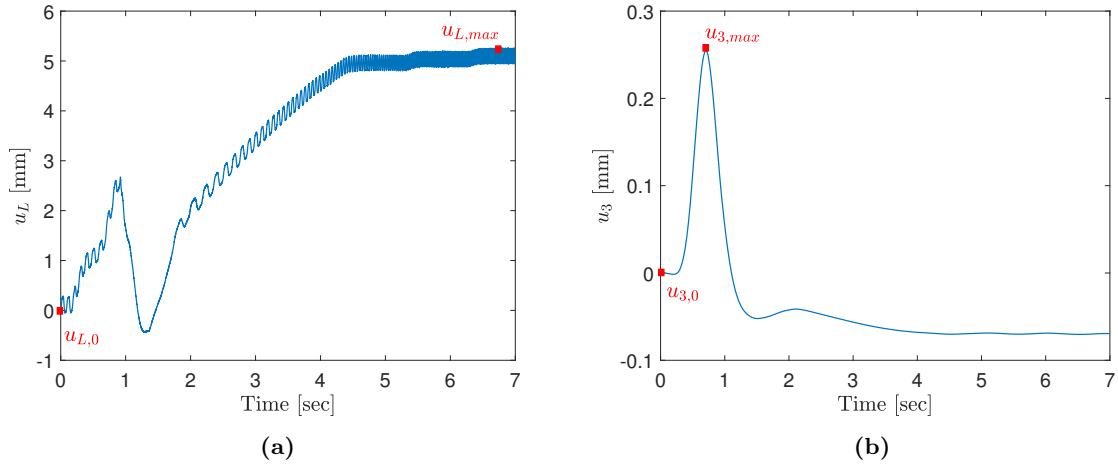 6
5
4
3
2
1
0
-1
u_L [mm]
u_{L,max}
u_{L,0}
0 1 2 3 4 5 6 7
Time [sec]
(a)
0.3
0.2
0.1
0
-0.1
u_3 [mm]
u_{3,max}
u_{3,0}
0 1 2 3 4 5 6 7
Time [sec]
(b)